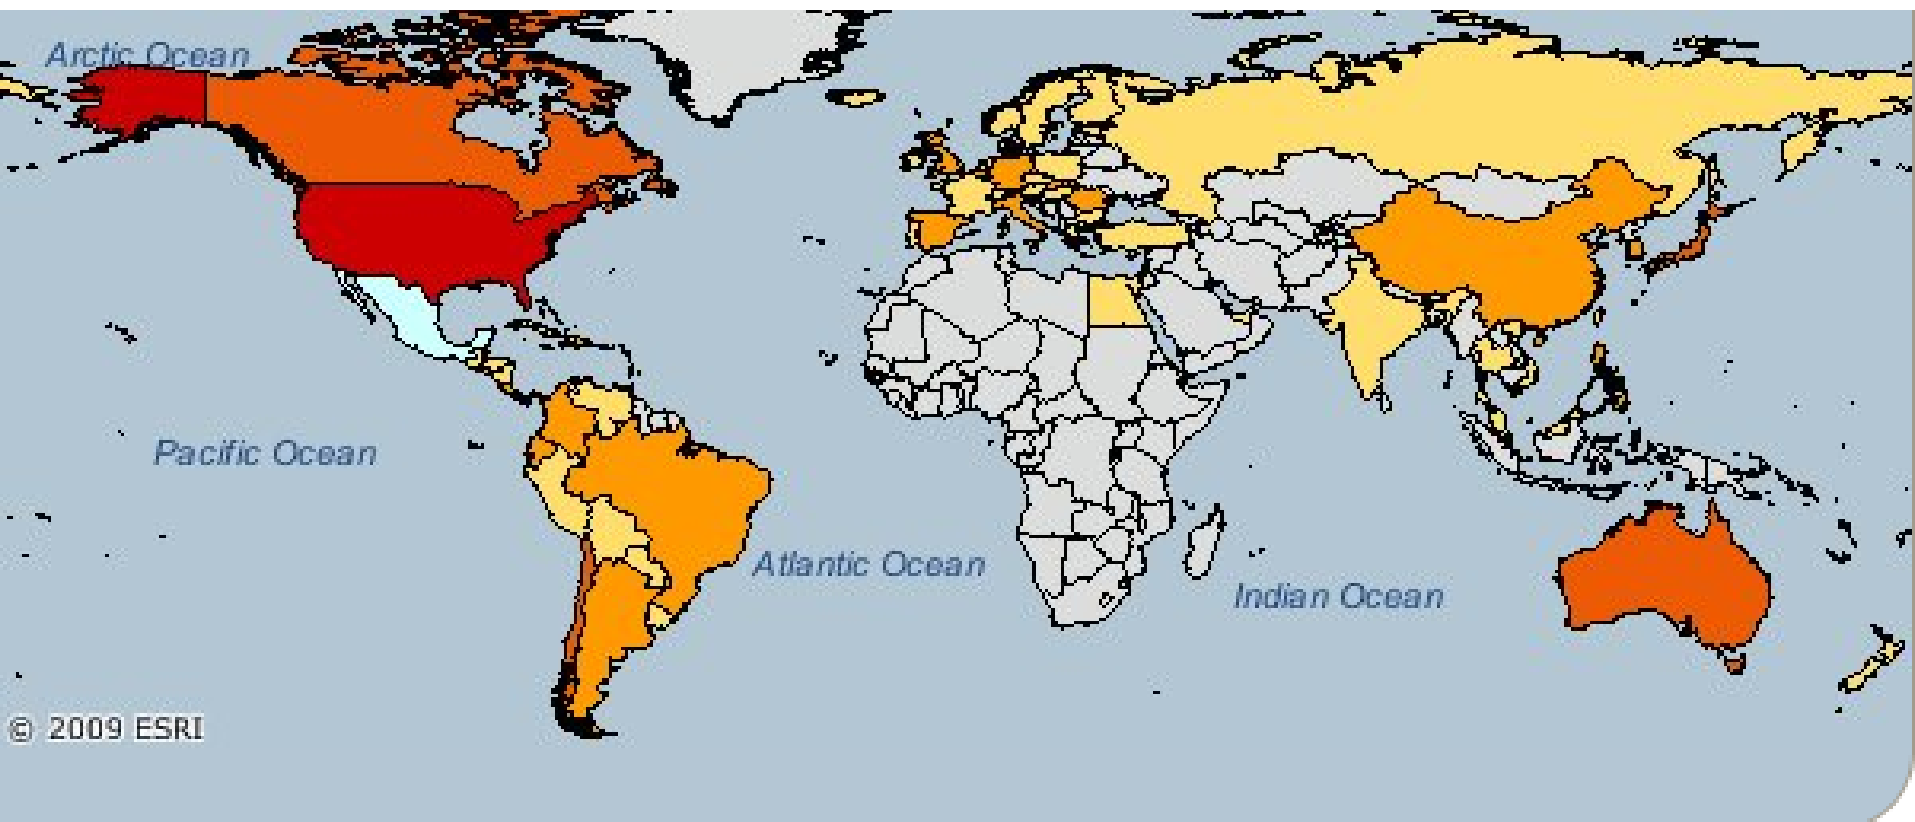 Arctic Ocean
Pacific Ocean
Atlantic Ocean
Indian Ocean
© 2009 ESRI